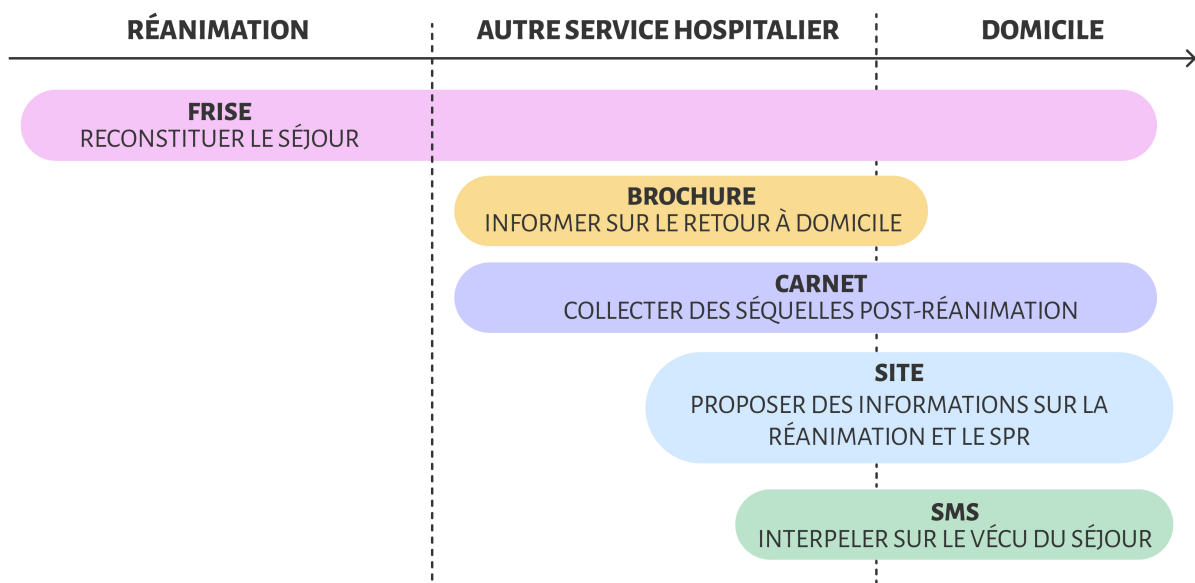 RÉANIMATION
AUTRE SERVICE HOSPITALIER
DOMICILE
FRISE
RECONSTITUER LE SÉJOUR
BROCHURE
INFORMER SUR LE RETOUR À DOMICILE
CARNET
COLLECTER DES SÉQUELLES POST-RÉANIMATION
SITE
PROPOSER DES INFORMATIONS SUR LA
RÉANIMATION ET LE SPR
SMS
INTERPELER SUR LE VÉCU DU SÉJOUR